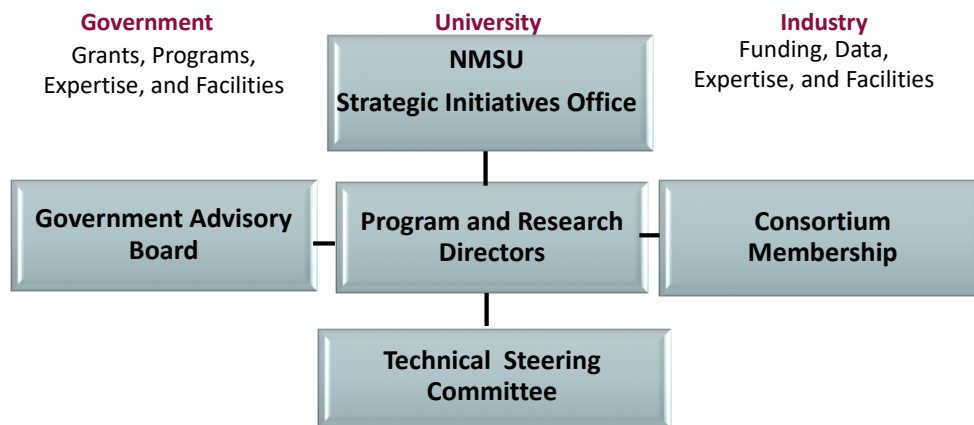 Government
Grants, Programs,
Expertise, and Facilities
University
NMSU
Strategic Initiatives Office
Industry
Funding, Data,
Expertise, and Facilities
Government Advisory
Board
Program and Research
Directors
Consortium
Membership
Technical Steering
Committee